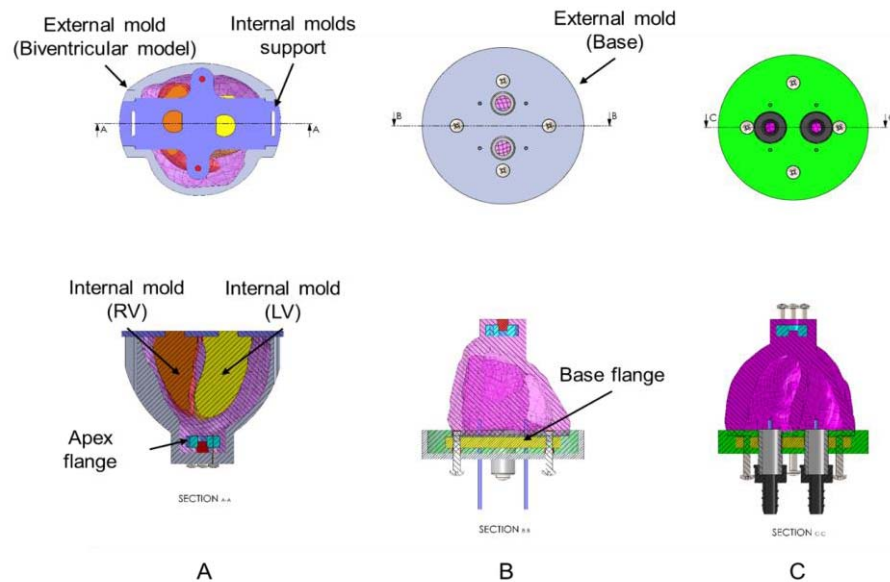 External mold
(Biventricular model)
Internal molds
support
External mold
(Base)
A
A
B
B
C
Internal mold
(RV)
Internal mold
(LV)
Apex
flange
Base flange
SECTION A-A
SECTION B-B
SECTION C-C
A
B
C